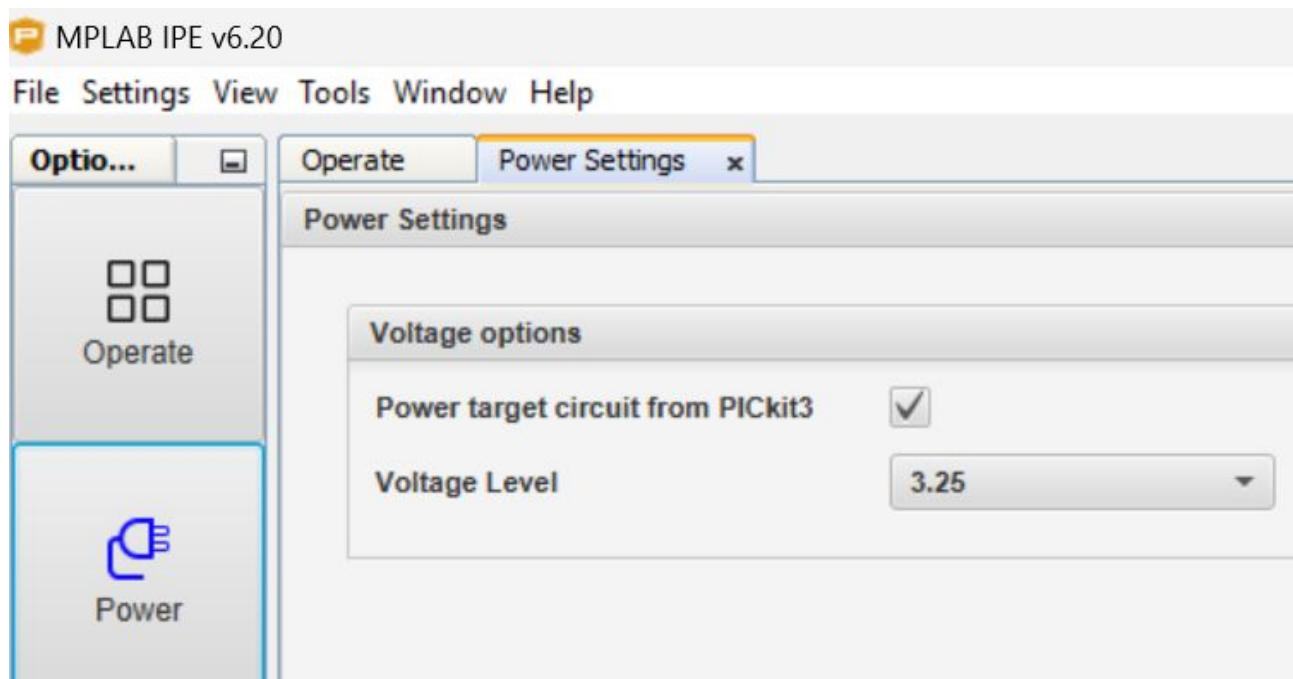 MPLAB IPE v6.20
File Settings View Tools Window Help
Optio...
Operate
Power Settings
Power Settings
Operate
Voltage options
Power target circuit from PICkit3
Voltage Level
3.25
Power